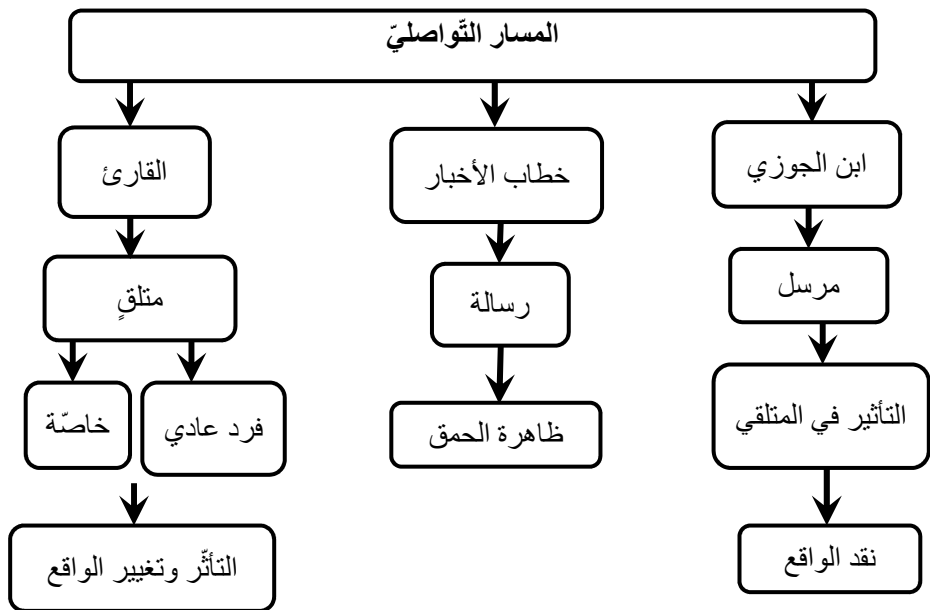 المسار التّواصليّ
ابن الجوزي
خطاب الأخبار
القارئ
مرسل
رسالة
متلقٍ
التأثير في المتلقي
ظاهرة الحمق
فرد عادي
خاصّة
نقد الواقع
التأثّر وتغيير الواقع